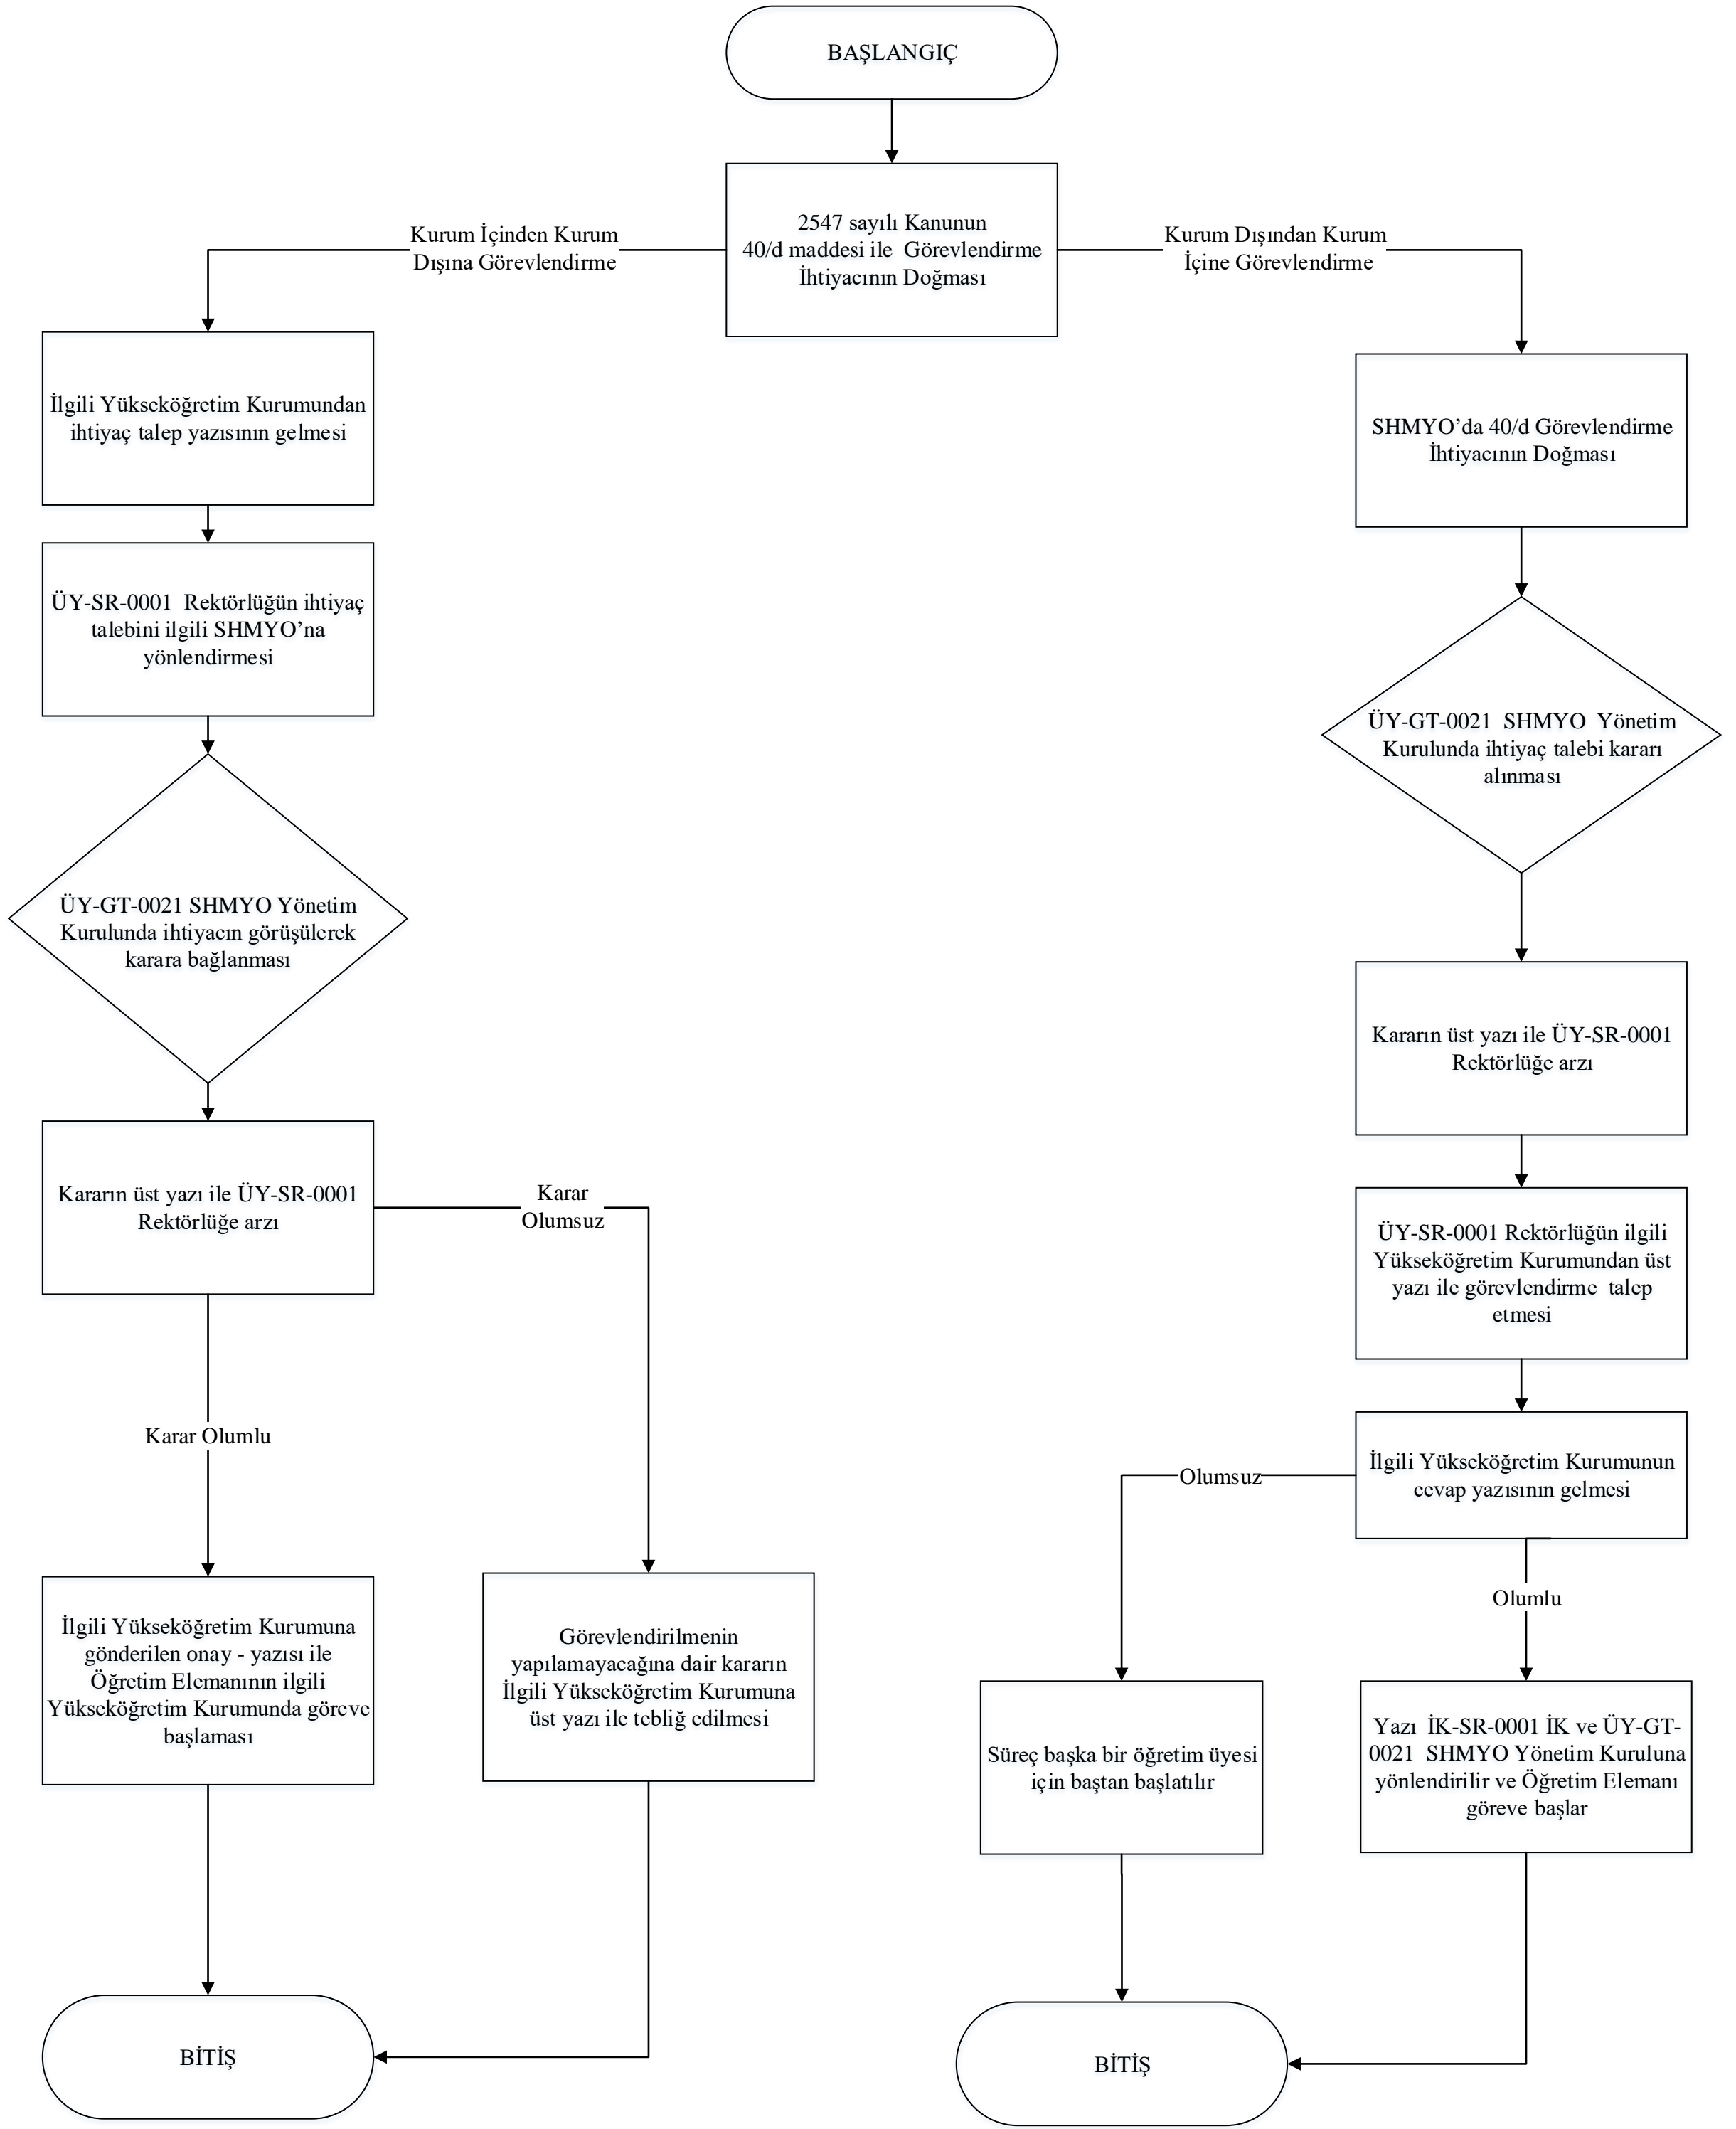 BAŞLANGIÇ
2547 sayılı Kanunun
40/d maddesi ile  Görevlendirme
İhtiyacının Doğması
Kurum İçinden Kurum
Dışına Görevlendirme
İlgili Yükseköğretim Kurumundan
ihtiyaç talep yazısının gelmesi
ÜY-SR-0001  Rektörlüğün ihtiyaç
talebini ilgili SHMYO’na
yönlendirmesi
ÜY-GT-0021 SHMYO Yönetim
Kurulunda ihtiyacın görüşülerek
karara bağlanması
Kararın üst yazı ile ÜY-SR-0001
Rektörlüğe arzı
Karar
Olumsuz
Karar Olumlu
İlgili Yükseköğretim Kurumuna
gönderilen onay - yazısı ile
Öğretim Elemanının ilgili
Yükseköğretim Kurumunda göreve
başlaması
Görevlendirilmenin
yapılamayacağına dair kararın
İlgili Yükseköğretim Kurumuna
üst yazı ile tebliğ edilmesi
BİTİŞ
Kurum Dışından Kurum
İçine Görevlendirme
SHMYO’da 40/d Görevlendirme
İhtiyacının Doğması
ÜY-GT-0021  SHMYO  Yönetim
Kurulunda ihtiyaç talebi kararı
alınması
Kararın üst yazı ile ÜY-SR-0001
Rektörlüğe arzı
ÜY-SR-0001 Rektörlüğün ilgili
Yükseköğretim Kurumundan üst
yazı ile görevlendirme  talep
etmesi
İlgili Yükseköğretim Kurumunun
cevap yazısının gelmesi
Olumsuz
Olumlu
Süreç başka bir öğretim üyesi
için baştan başlatılır
Yazı  İK-SR-0001 İK ve ÜY-GT-
0021  SHMYO Yönetim Kuruluna
yönlendirilir ve Öğretim Elemanı
göreve başlar
BİTİŞ